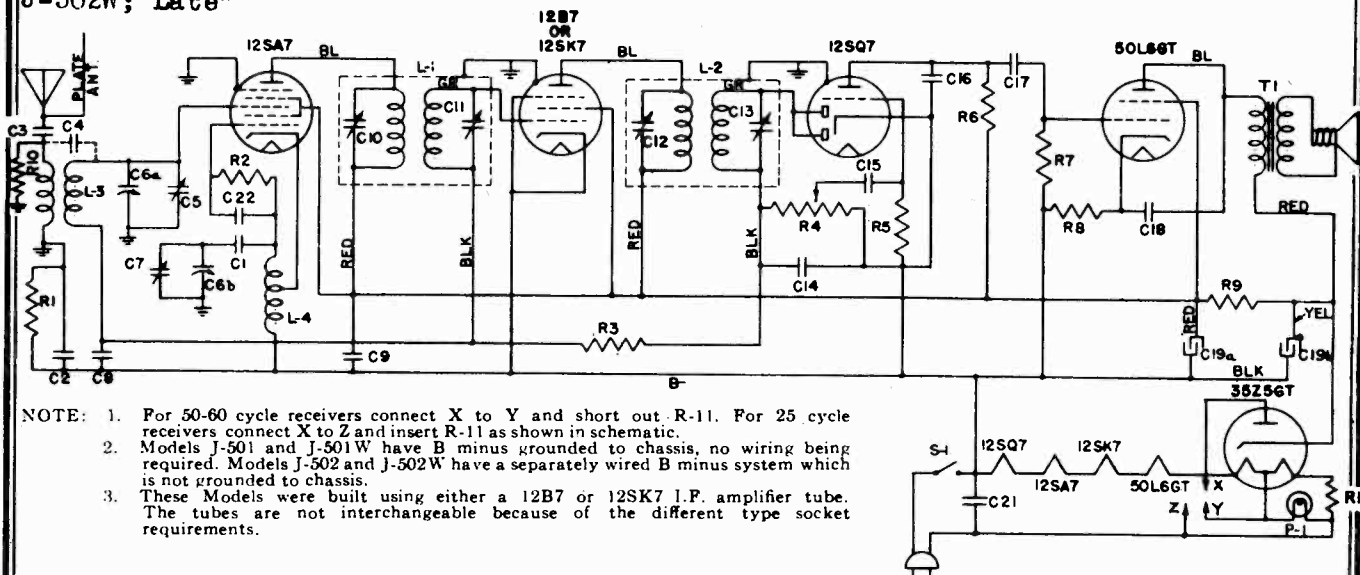 J-502W; Late"
12B7
OR
12SK7
12SA7
BL
BL
12SQ7
50L6GT
BL
PLATE
ANT.
L-1
L-2
C16
C17
T1
C3
C4
GR
C11
GR
C13
R6
R10
C10
C12
R2
C15
R7
L-3
C6a
C5
C22
R4
R5
R8
C18
RED
C7
C1
RED
BLK
RED
BLK
C6b
C14
R1
L-4
R9
RED
YEL
R3
C2
C8
C9
C19a
C19b
B-
BLK
35Z5GT
NOTE: 1. For 50-60 cycle receivers connect X to Y and short out R-11. For 25 cycle
receivers connect X to Z and insert R-11 as shown in schematic.
2. Models J-501 and J-501W have B minus grounded to chassis, no wiring being
required. Models J-502 and J-502W have a separately wired B minus system which
is not grounded to chassis.
3. These Models were built using either a 12B7 or 12SK7 I.F. amplifier tube.
The tubes are not interchangeable because of the different type socket
requirements.
S-1
12SQ7
12SK7
12SA7
50L6GT
X
C21
Z
Y
P-1